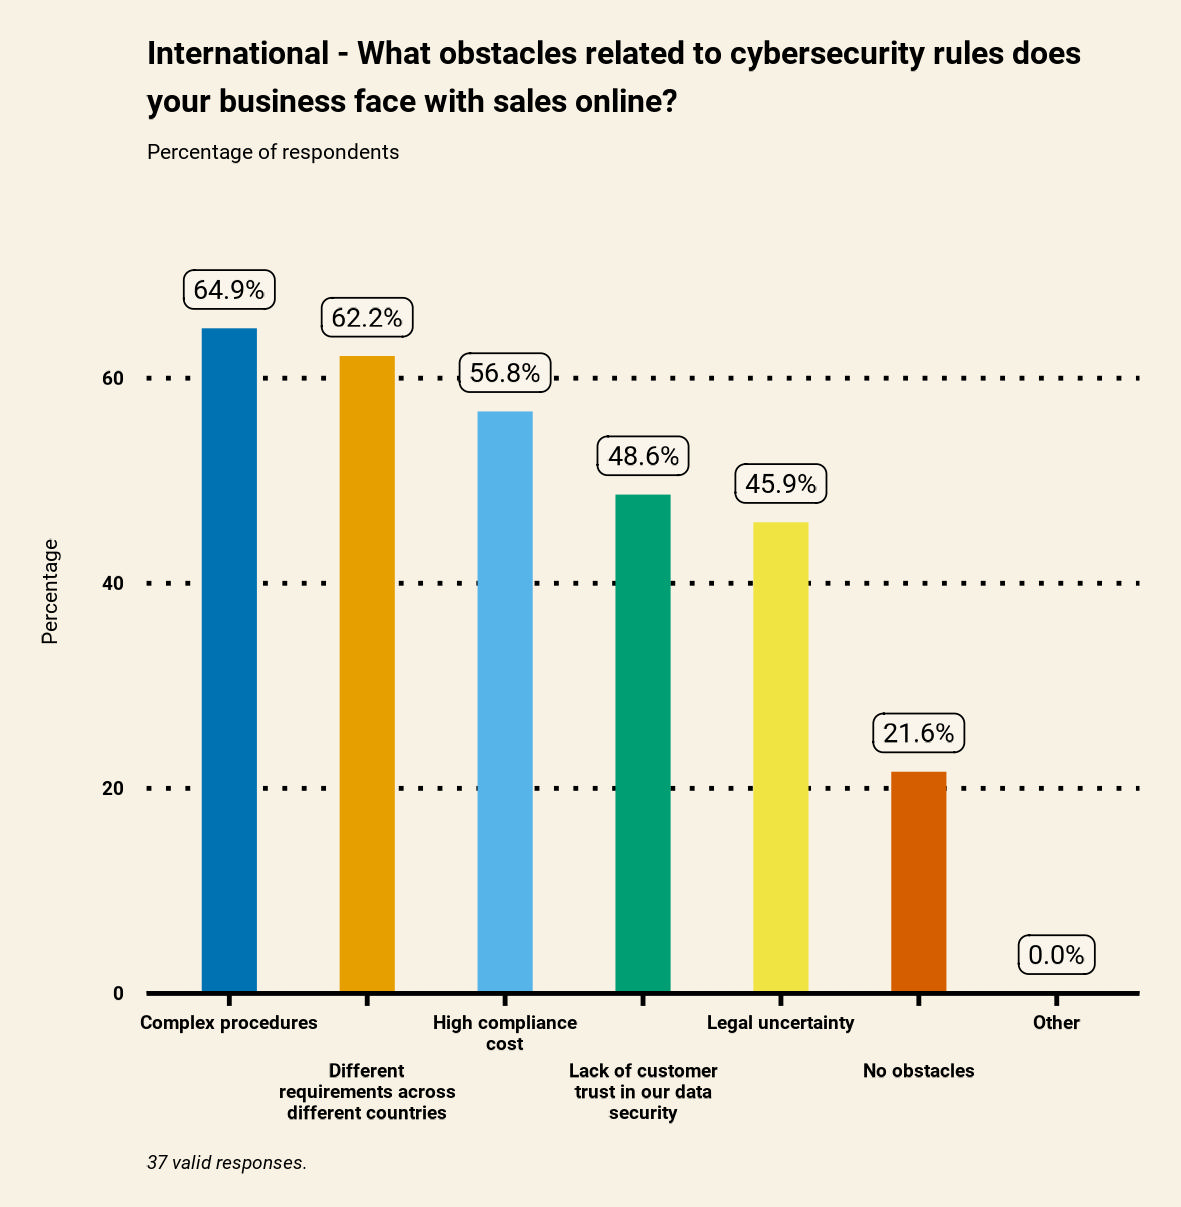 International - What obstacles related to cybersecurity rules does
your business face with sales online?
Percentage of respondents
64.9%
62.2%
56.8%
48.6%
45.9%
21.6%
0.0%
60
40
20
0
Percentage
Complex procedures
Different
requirements across
different countries
High compliance
cost
Lack of customer
trust in our data
security
Legal uncertainty
No obstacles
Other
37 valid responses.